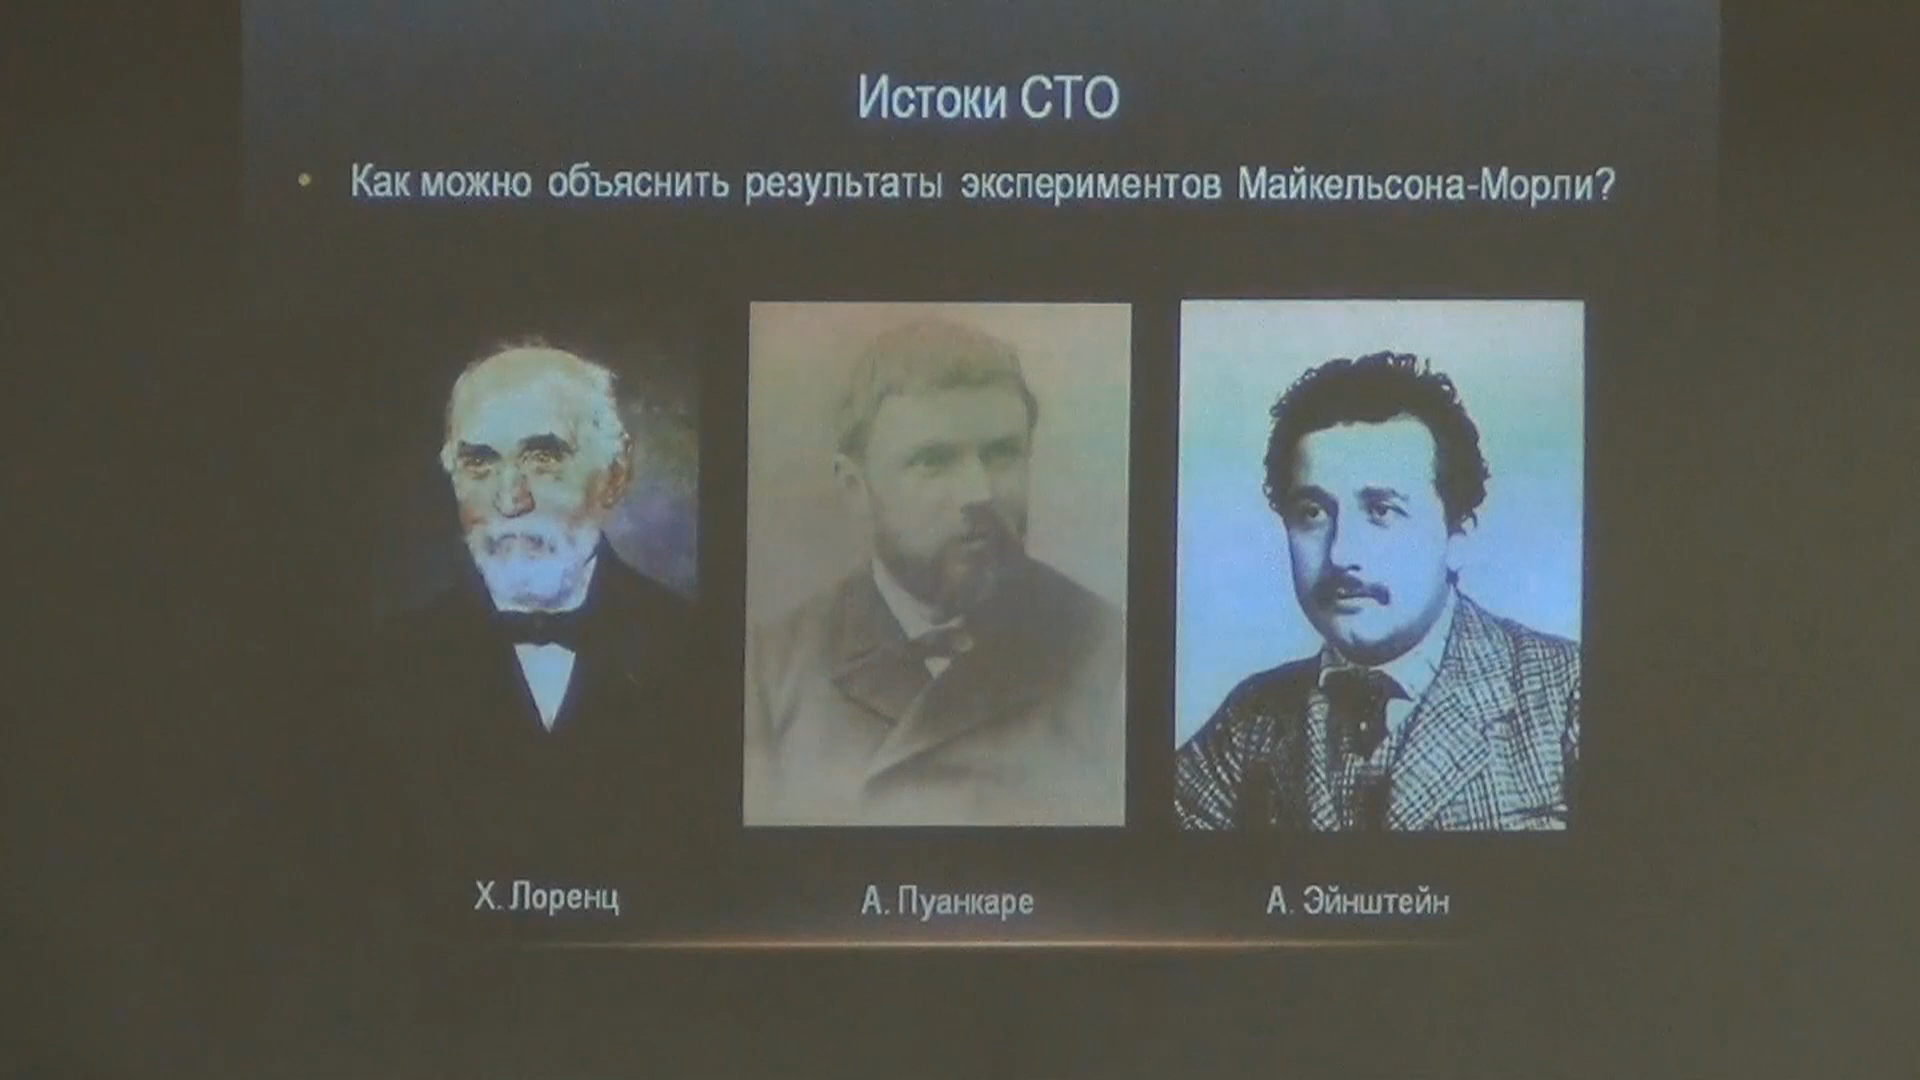 Истоки СТО
Как можно объяснить результаты экспериментов Майкельсона-Морли?
Х. Лоренц
А. Пуанкаре
А. Эйнштейн